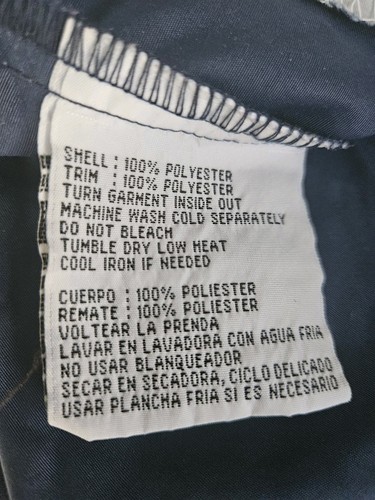 SHELL : 100% POLYESTER
TRIM : 100% POLYESTER
TURN GARMENT INSIDE OUT
MACHINE WASH COLD SEPARATELY
DO NOT BLEACH
TUMBLE DRY LOW HEAT
COOL IRON IF NEEDED
CUERPO : 100% POLIESTER
REMATE : 100% POLIESTER
VOLTEAR LA PRENDA
LAVAR EN LAVADORA CON AGUA FRIA
NO USAR BLANQUEADOR
SECAR EN SECADORA, CICLO DELICADO
USAR PLANCHA FRIA SI ES NECESARIO